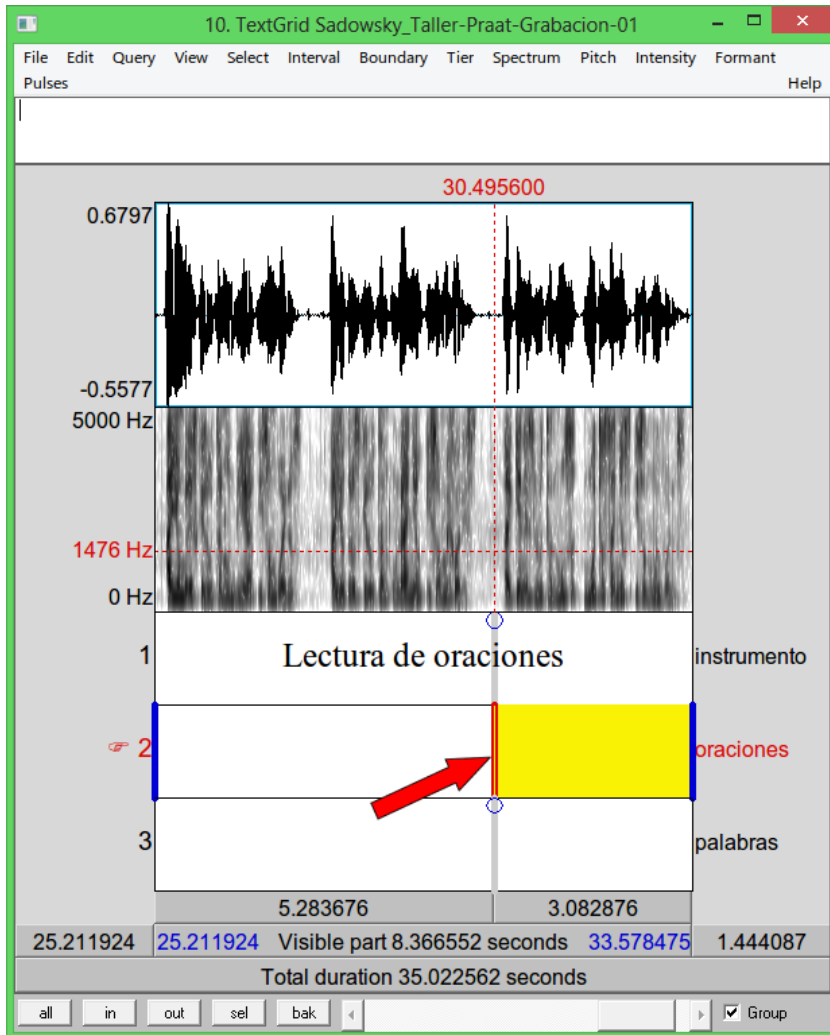 10. TextGrid Sadowsky_Taller-Praat-Grabacion-01
File Edit Query View Select Interval Boundary Tier Spectrum Pitch Intensity Formant
Pulses Help
30.495600
0.6797
-0.5577
5000 Hz
1476 Hz
0 Hz
1 Lectura de oraciones instrumento
☞ 2 oraciones
3 palabras
5.283676 3.082876
25.211924 25.211924 Visible part 8.366552 seconds 33.578475 1.444087
Total duration 35.022562 seconds
all in out sel bak Group